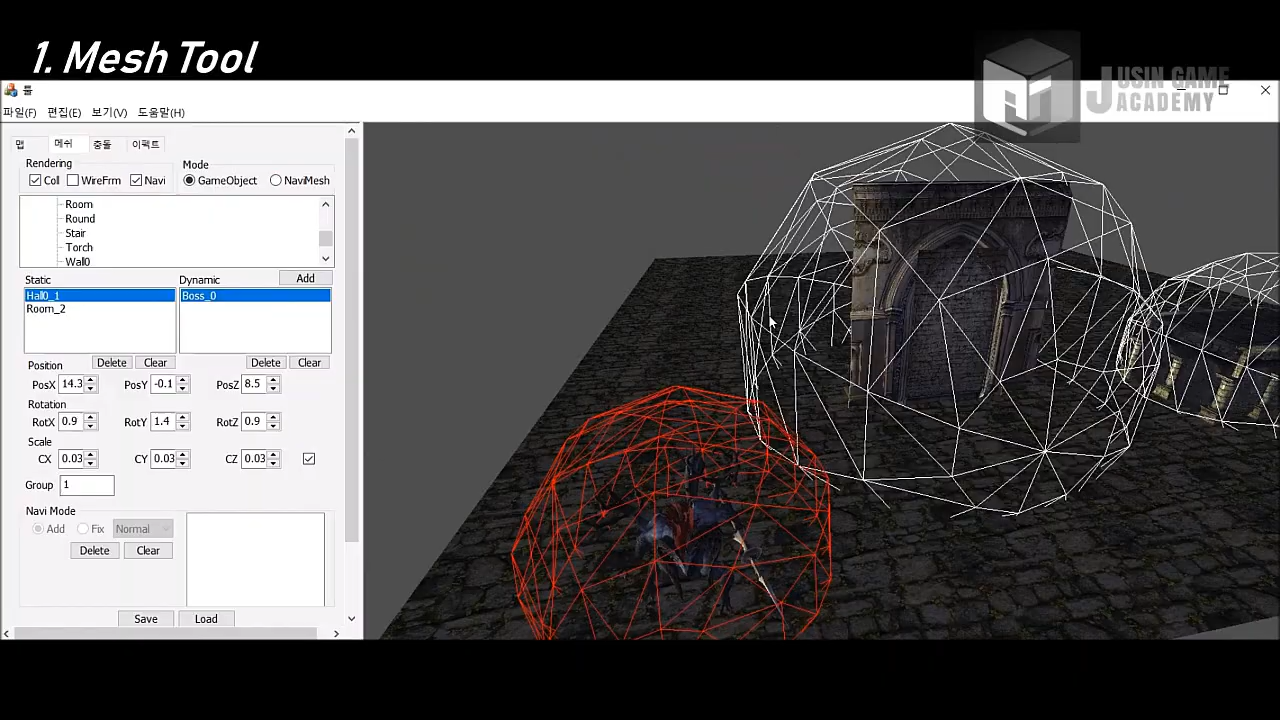 1. Mesh Tool
JUSIN GAME
ACADEMY
툴
파일(F) 편집(E) 보기(V) 도움말(H)
맵 메쉬 충돌 이펙트
Rendering Mode
Coll WireFrm Navi GameObject NaviMesh
Room
Round
Stair
Torch
Wall0
Static Dynamic Add
Hall0_1 Boss_0
Room_2
Delete Clear Delete Clear
Position
PosX 14.3 PosY -0.1 PosZ 8.5
Rotation
RotX 0.9 RotY 1.4 RotZ 0.9
Scale
CX 0.03 CY 0.03 CZ 0.03
Group 1
Navi Mode
Add Fix Normal
Delete Clear
Save Load